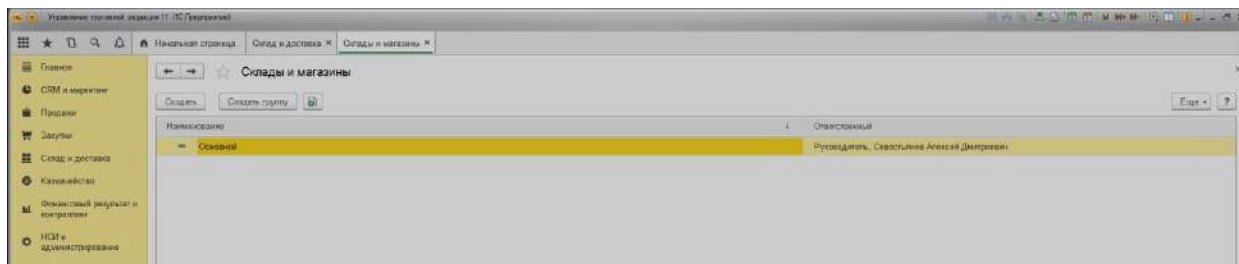 Управление торговлей, редакция 11 (1С:Предприятие)
M M+ M-
Начальная страница
Склад и доставка ×
Склады и магазины ×
Главное
CRM и маркетинг
Продажи
Закупки
Склад и доставка
Казначейство
Финансовый результат и
контроллинг
НСИ и
администрирование
Склады и магазины
Создать
Создать группу
Еще
?
Наименование
Ответственный
Основной
Руководитель, Севостьянов Алексей Дмитриевич